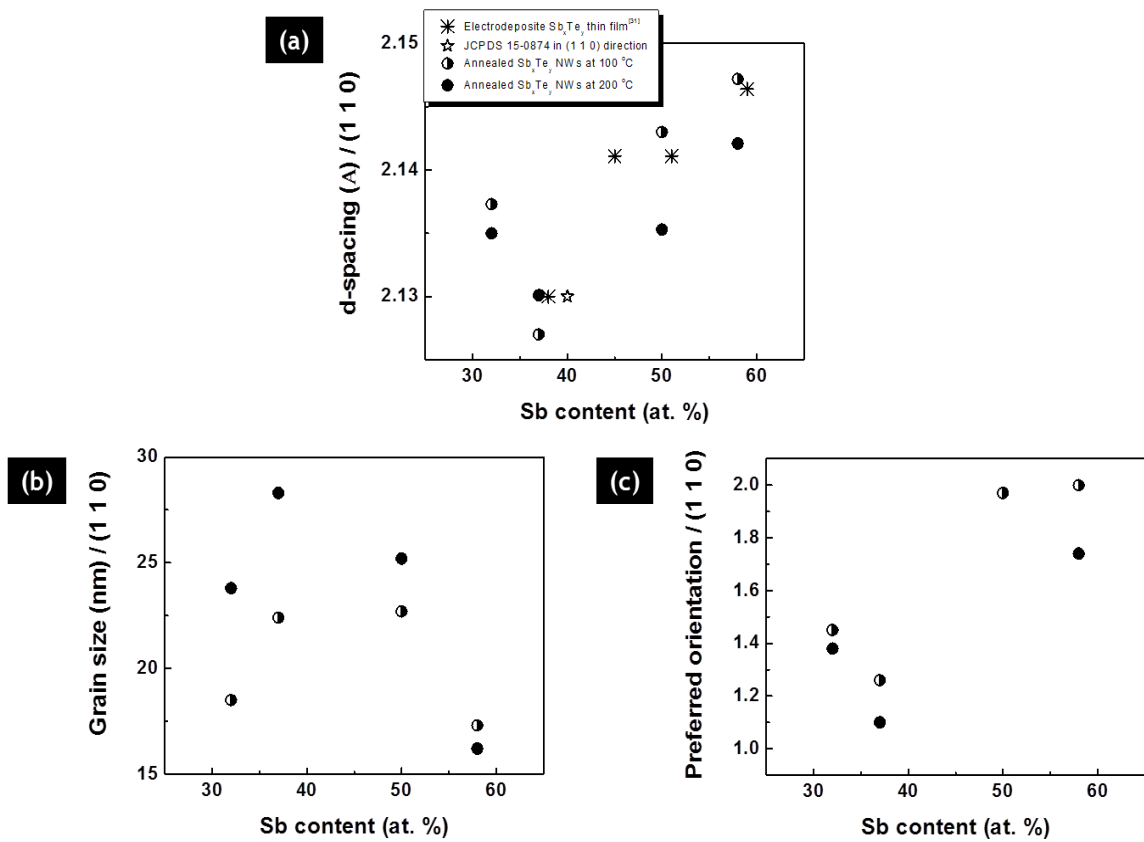 (a)
Electrodeposite SbxTey thin film[31]
JCPDS 15-0874 in (1 1 0) direction
Annealed SbxTey NWs at 100 °C
Annealed SbxTey NWs at 200 °C
2.15
2.14
2.13
d-spacing (A) / (1 1 0)
30 40 50 60
Sb content (at. %)
(b)
30
25
20
15
Grain size (nm) / (1 1 0)
30 40 50 60
Sb content (at. %)
(c)
2.0
1.8
1.6
1.4
1.2
1.0
Preferred orientation / (1 1 0)
30 40 50 60
Sb content (at. %)